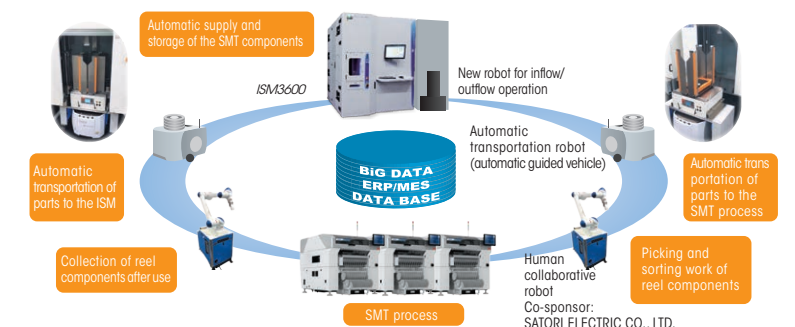 Automatic supply and
storage of the SMT components
ISM3600
New robot for inflow/
outflow operation
Automatic
transportation robot
(automatic guided vehicle)
BiG DATA
ERP/MES
DATA BASE
Automatic
transportation of
parts to the ISM
Automatic trans
portation of
parts to the
SMT process
Collection of reel
components after use
Human
collaborative
robot
Co-sponsor:
SATORI ELECTRIC CO., LTD.
Picking and
sorting work of
reel components
SMT process